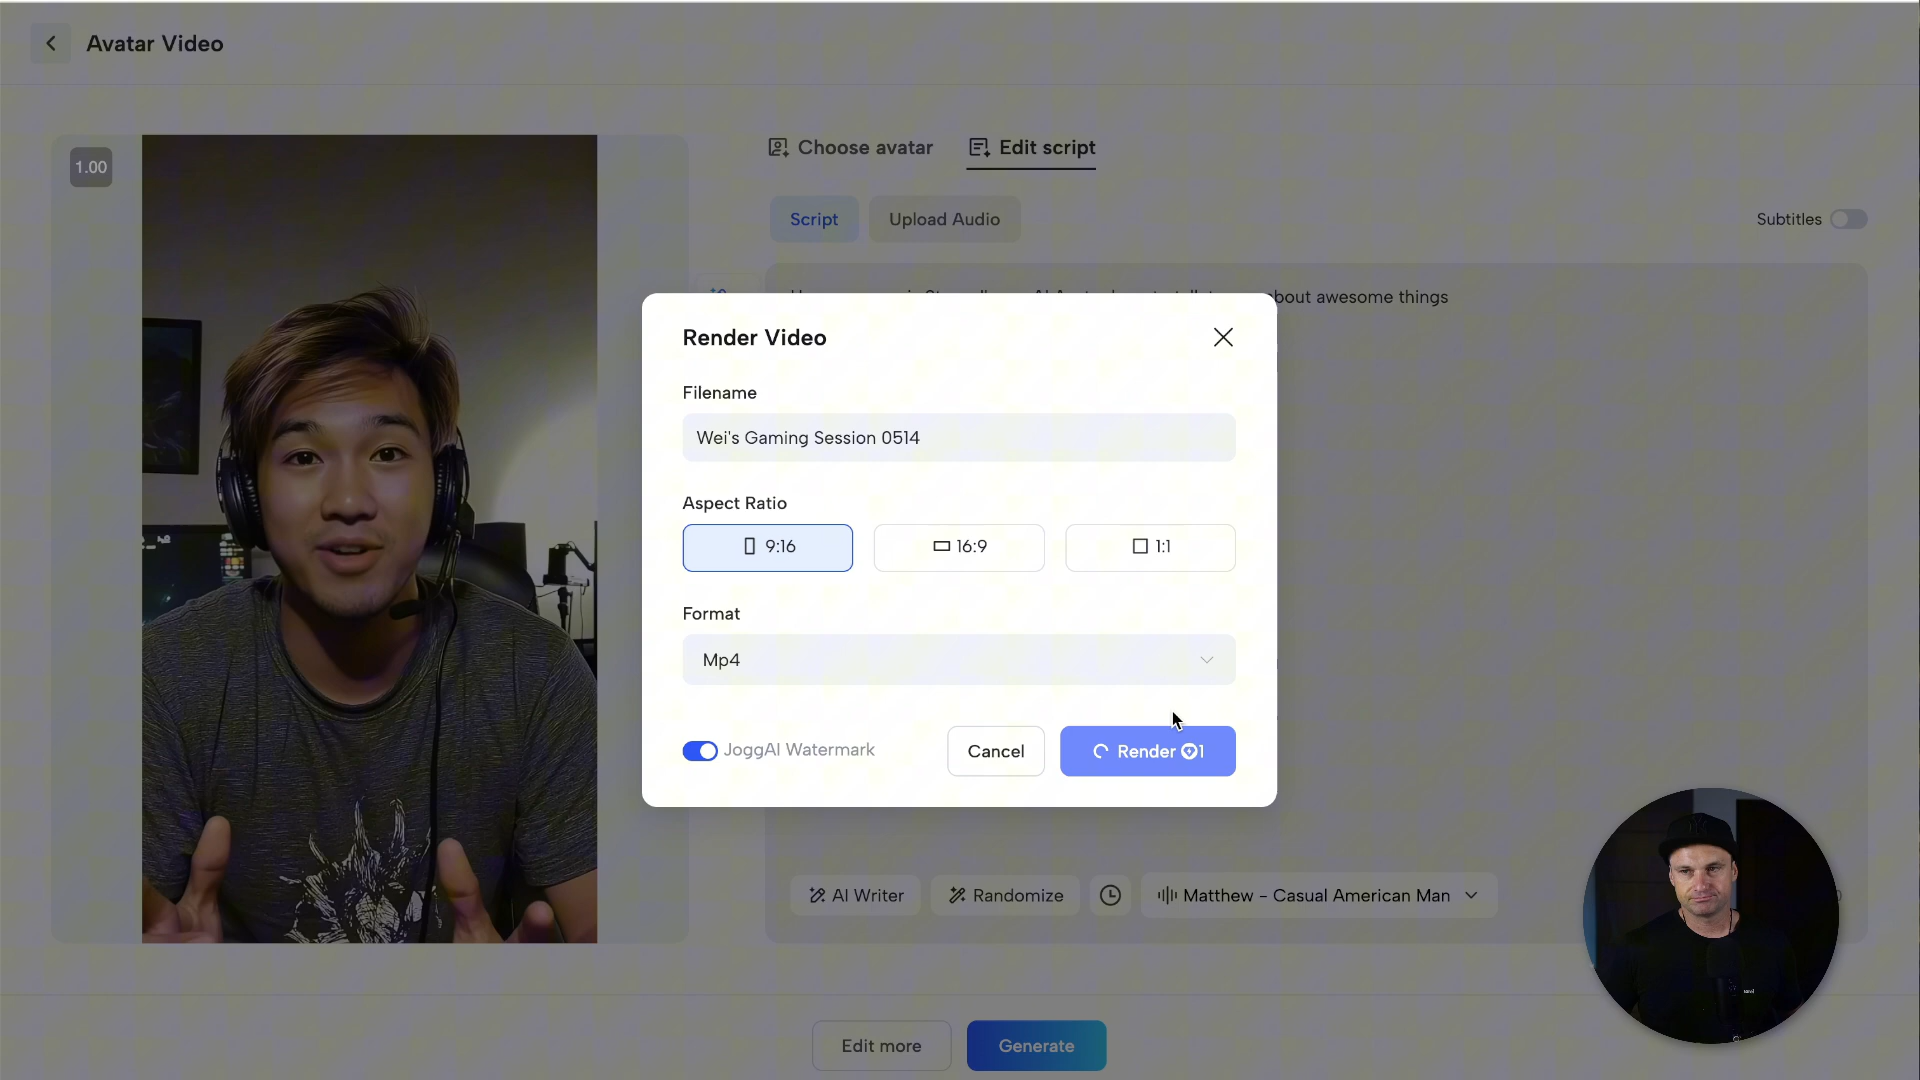 Avatar Video
1.00
Choose avatar
Edit script
Script
Upload Audio
Subtitles
about awesome things
Render Video
Filename
Wei's Gaming Session 0514
Aspect Ratio
9:16
16:9
1:1
Format
Mp4
JoggAI Watermark
Cancel
Render 1
AI Writer
Randomize
Matthew - Casual American Man
Edit more
Generate